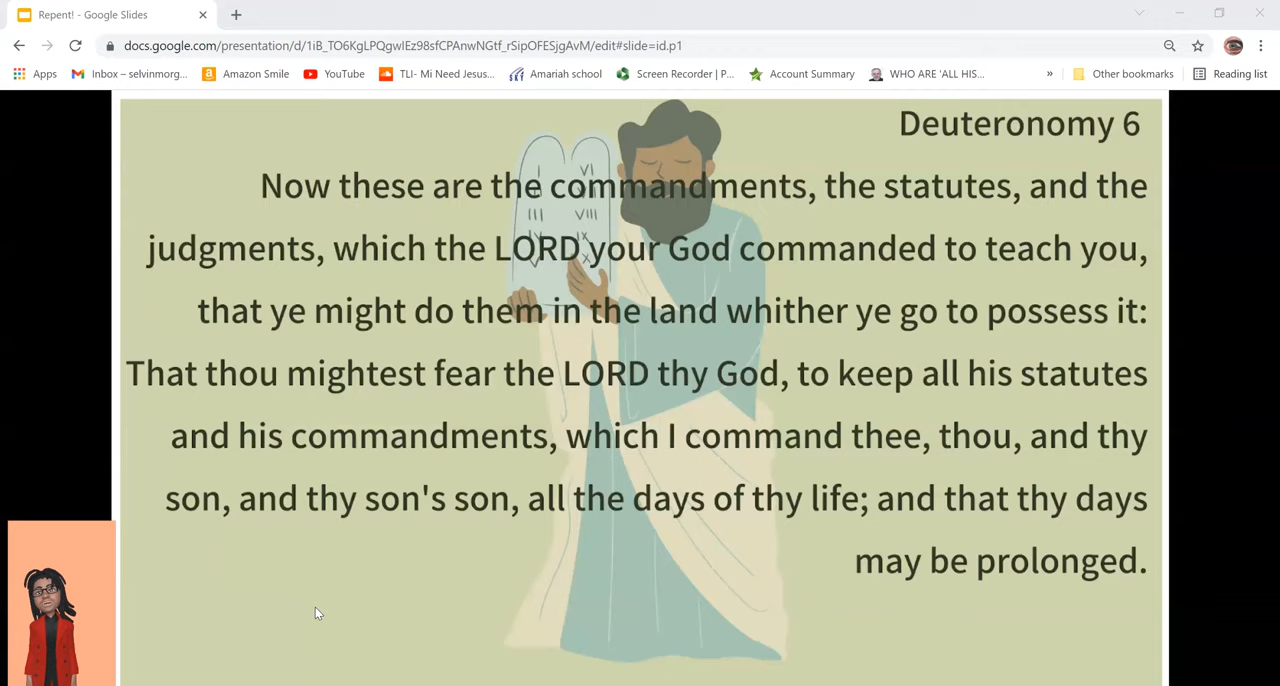 Repent! - Google Slides
docs.google.com/presentation/d/1iB_TO6KgLPQgwIEz98sfCPAnwNGtf_rSipOFESjgAvM/edit#slide=id.p1
Apps
Inbox – selvinmorg...
Amazon Smile
YouTube
TLI- Mi Need Jesus...
Amariah school
Screen Recorder | P...
Account Summary
WHO ARE 'ALL HIS...
»
Other bookmarks
Reading list
Deuteronomy 6
Now these are the commandments, the statutes, and the
judgments, which the LORD your God commanded to teach you,
that ye might do them in the land whither ye go to possess it:
That thou mightest fear the LORD thy God, to keep all his statutes
and his commandments, which I command thee, thou, and thy
son, and thy son's son, all the days of thy life; and that thy days
may be prolonged.
I VI
III VIII